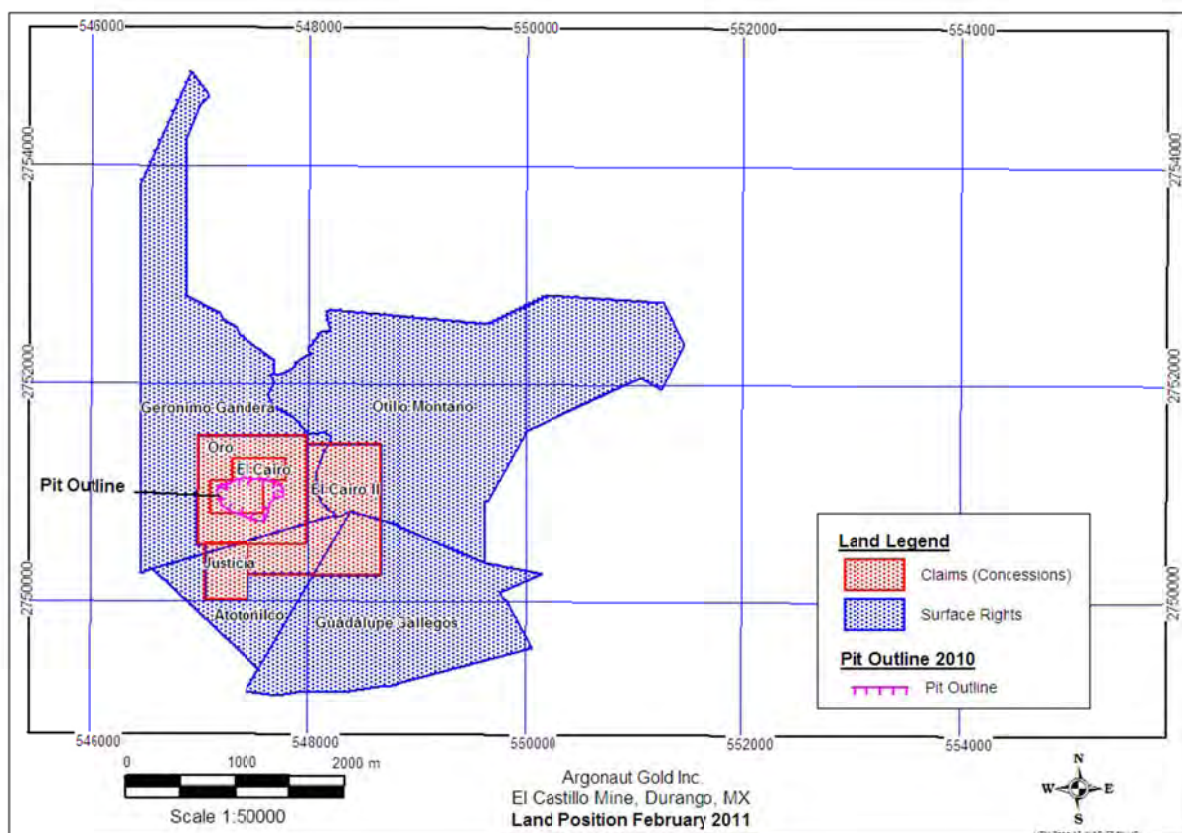 546000 548000 550000 552000 554000
2754000 2754000
2752000 2752000
Geronimo Gandera Otilio Montano
Oro
El Cairo
Pit Outline
El Cairo II
Justicia
2750000 2750000
Atotonilco
Guadalupe Gallegos
Land Legend
Claims (Concessions)
Surface Rights
Pit Outline 2010
Pit Outline
546000 548000 550000 552000 554000
0 1000 2000 m
Scale 1:50000
Argonaut Gold Inc.
El Castillo Mine, Durango, MX
Land Position February 2011
N
W E
S